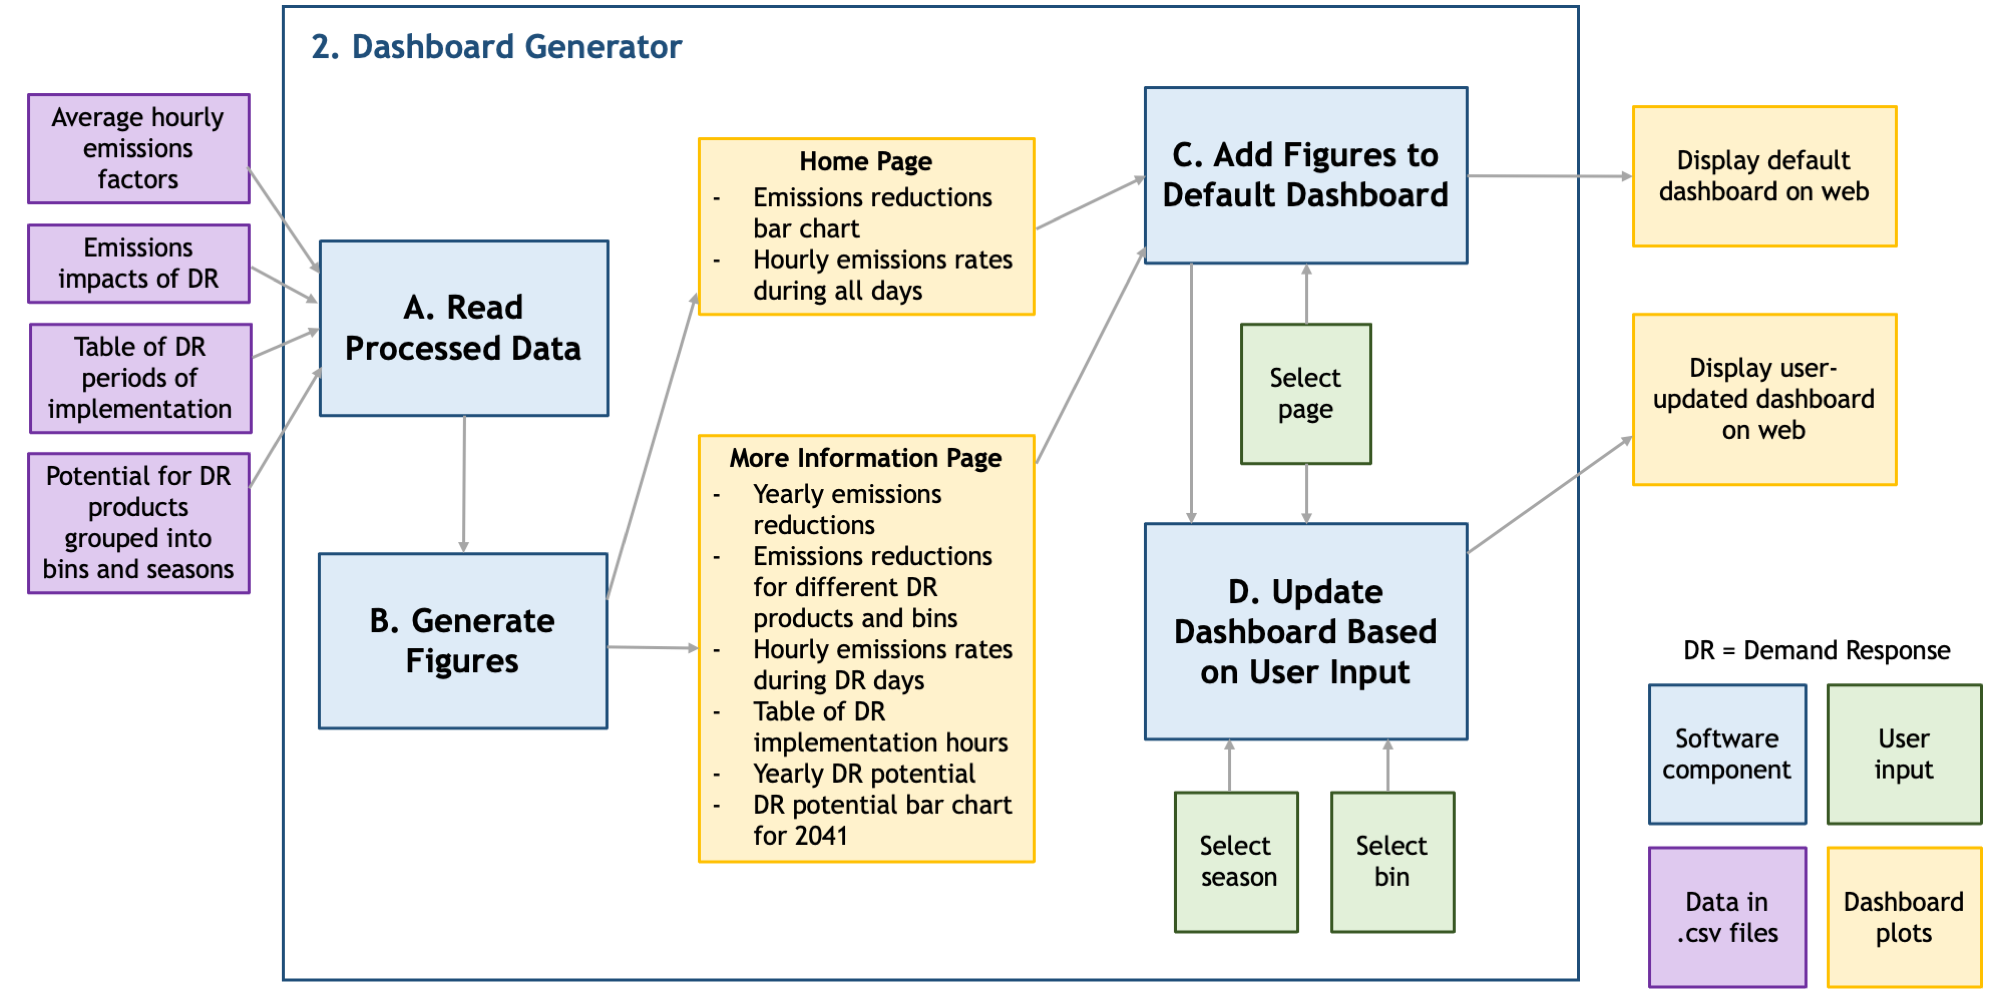 2. Dashboard Generator
Average hourly
emissions
factors
Emissions
impacts of DR
Table of DR
periods of
implementation
Potential for DR
products
grouped into
bins and seasons
A. Read
Processed Data
B. Generate
Figures
Home Page
- Emissions reductions
bar chart
- Hourly emissions rates
during all days
More Information Page
- Yearly emissions
reductions
- Emissions reductions
for different DR
products and bins
- Hourly emissions rates
during DR days
- Table of DR
implementation hours
- Yearly DR potential
- DR potential bar chart
for 2041
C. Add Figures to
Default Dashboard
Select
page
D. Update
Dashboard Based
on User Input
Select
season
Select
bin
Display default
dashboard on web
Display user-
updated dashboard
on web
DR = Demand Response
Software
component
User
input
Data in
.csv files
Dashboard
plots